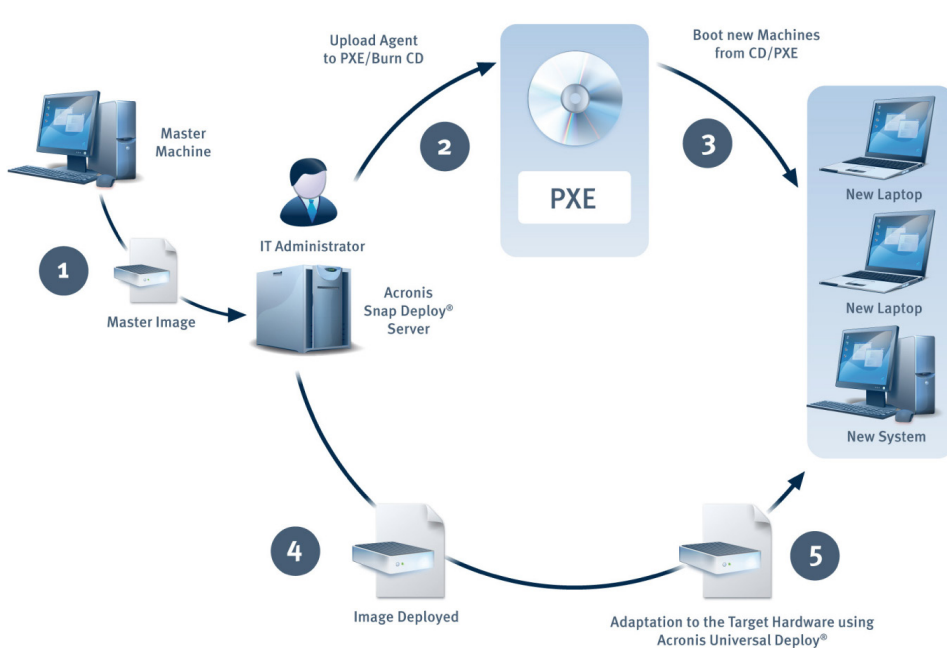 Master
Machine
1
Master Image
IT Administrator
Acronis
Snap Deploy®
Server
Upload Agent
to PXE/Burn CD
2
PXE
Boot new Machines
from CD/PXE
3
New Laptop
New Laptop
New System
4
Image Deployed
5
Adaptation to the Target Hardware using
Acronis Universal Deploy®